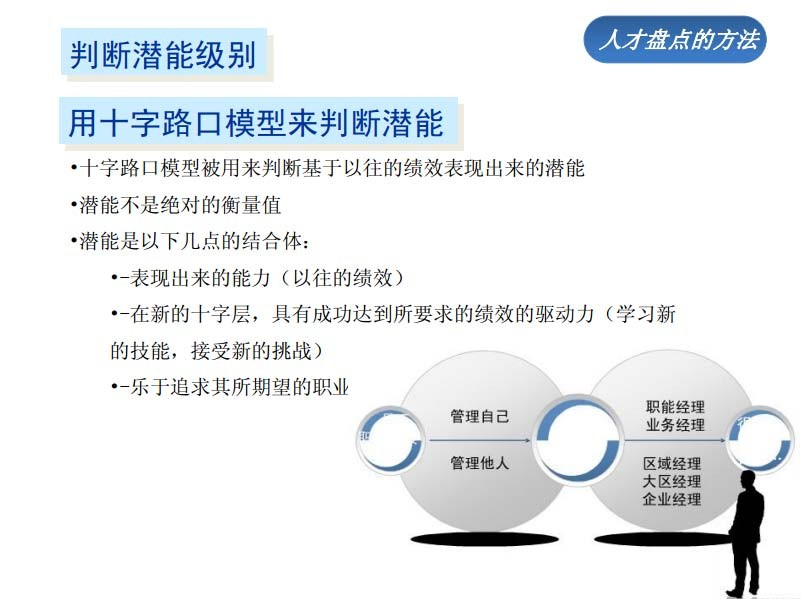 判断潜能级别
人才盘点的方法
用十字路口模型来判断潜能
•十字路口模型被用来判断基于以往的绩效表现出来的潜能
•潜能不是绝对的衡量值
•潜能是以下几点的结合体：
•–表现出来的能力（以往的绩效）
•–在新的十字层，具有成功达到所要求的绩效的驱动力（学习新
的技能，接受新的挑战）
•–乐于追求其所期望的职业
管理自己
管理他人
职能经理
业务经理
区域经理
大区经理
企业经理